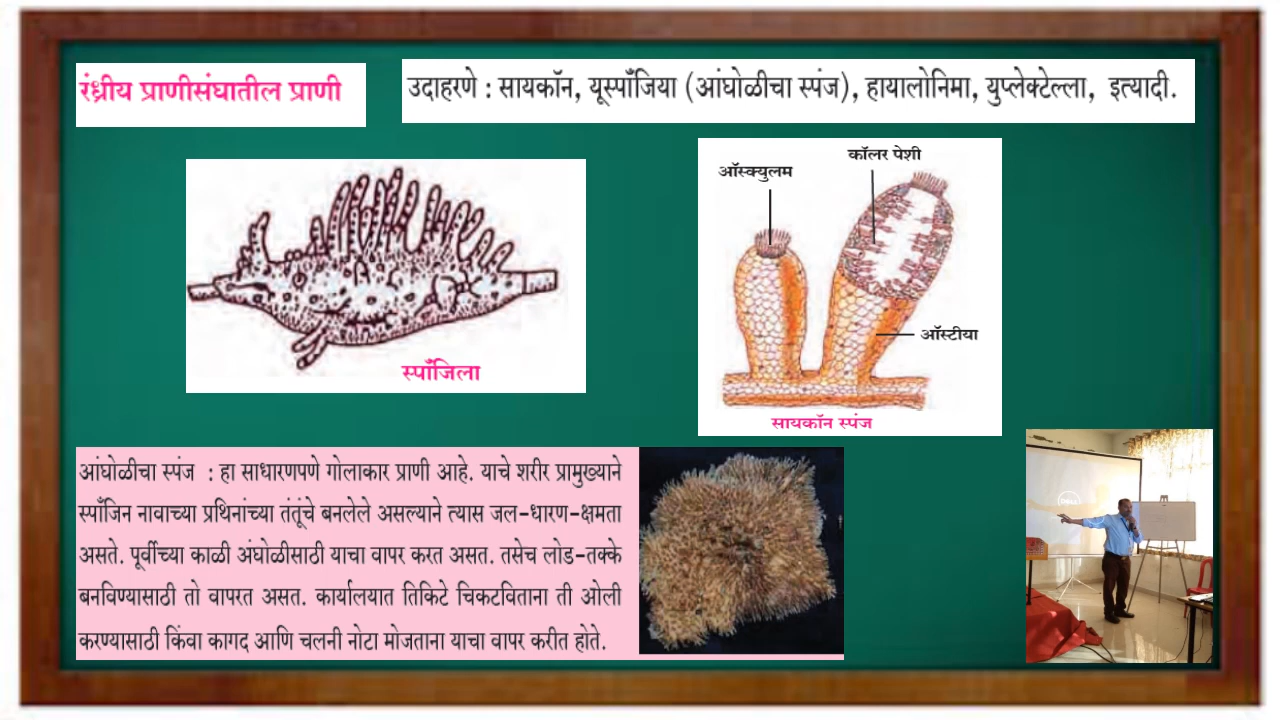 रंध्रीय प्राणीसंघातील प्राणी
उदाहरणे : सायकॉन, यूस्पाँजिया (आंघोळीचा स्पंज), हायालोनिमा, युप्लेक्टेल्ला, इत्यादी.
स्पाँजिला
ऑस्क्युलम
कॉलर पेशी
ऑस्टीया
सायकॉन स्पंज
आंघोळीचा स्पंज : हा साधारणपणे गोलाकार प्राणी आहे. याचे शरीर प्रामुख्याने
स्पाँजिन नावाच्या प्रथिनांच्या तंतूंचे बनलेले असल्याने त्यास जल-धारण-क्षमता
असते. पूर्वीच्या काळी अंघोळीसाठी याचा वापर करत असत. तसेच लोड-तक्के
बनविण्यासाठी तो वापरत असत. कार्यालयात तिकिटे चिकटविताना ती ओली
करण्यासाठी किंवा कागद आणि चलनी नोटा मोजताना याचा वापर करीत होते.
DELL